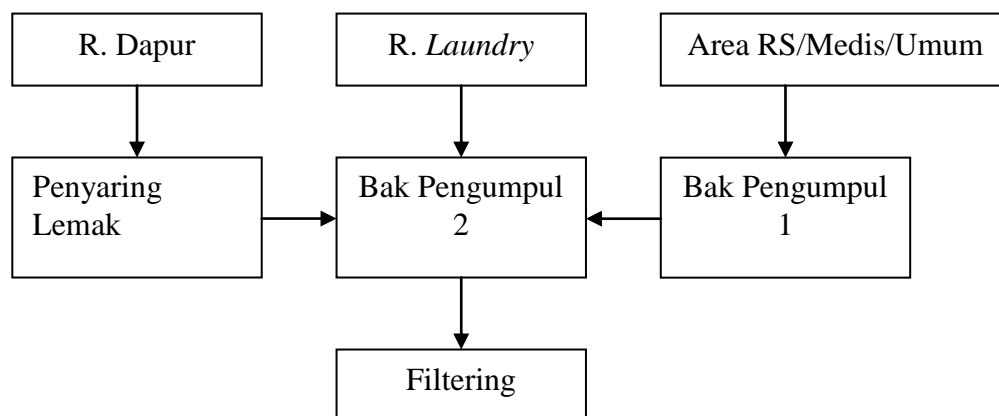 R. Dapur
R. Laundry
Area RS/Medis/Umum
Penyaring
Lemak
Bak Pengumpul
2
Bak Pengumpul
1
Filtering